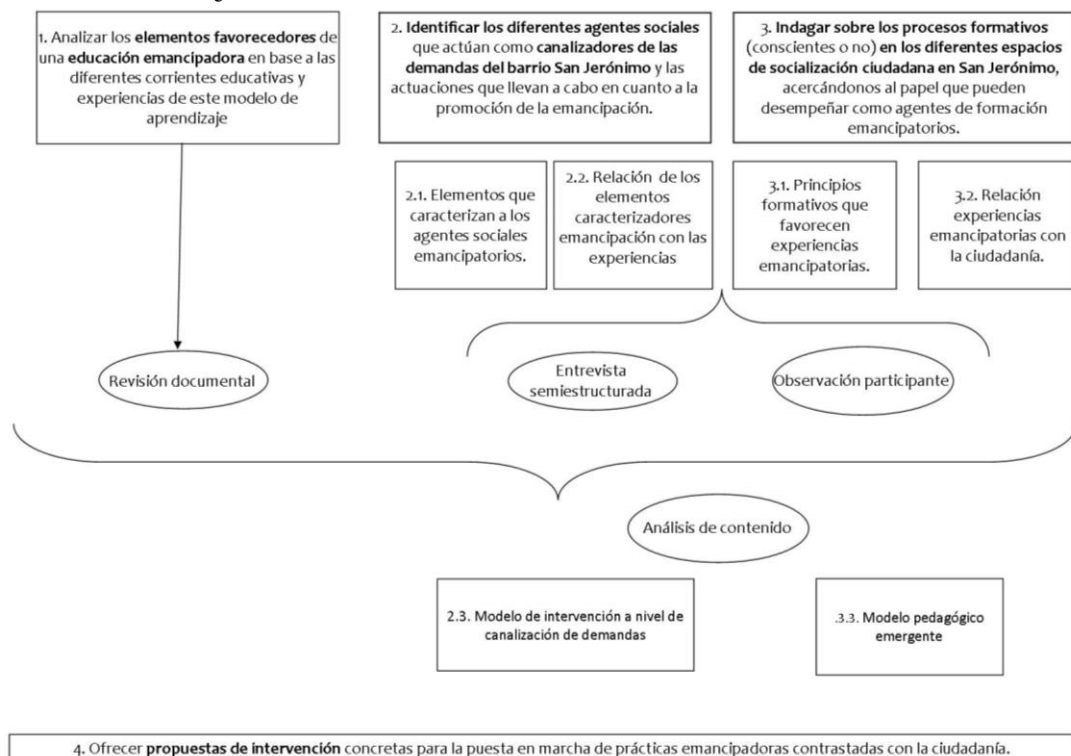 1. Analizar los elementos favorecedores de
una educación emancipadora en base a las
diferentes corrientes educativas y
experiencias de este modelo de
aprendizaje
2. Identificar los diferentes agentes sociales
que actúan como canalizadores de las
demandas del barrio San Jerónimo y las
actuaciones que llevan a cabo en cuanto a la
promoción de la emancipación.
3. Indagar sobre los procesos formativos
(conscientes o no) en los diferentes espacios
de socialización ciudadana en San Jerónimo,
acercándonos al papel que pueden
desempeñar como agentes de formación
emancipatorios.
2.1. Elementos que
caracterizan a los
agentes sociales
emancipatorios.
2.2. Relación de los
elementos
caracterizadores
emancipación con las
experiencias
3.1. Principios
formativos que
favorecen
experiencias
emancipatorias.
3.2. Relación
experiencias
emancipatorias con
la ciudadanía.
Revisión documental
Entrevista
semiestructurada
Observación participante
Análisis de contenido
2.3. Modelo de intervención a nivel de
canalización de demandas
.3.3. Modelo pedagógico
emergente
4. Ofrecer propuestas de intervención concretas para la puesta en marcha de prácticas emancipadoras contrastadas con la ciudadanía.